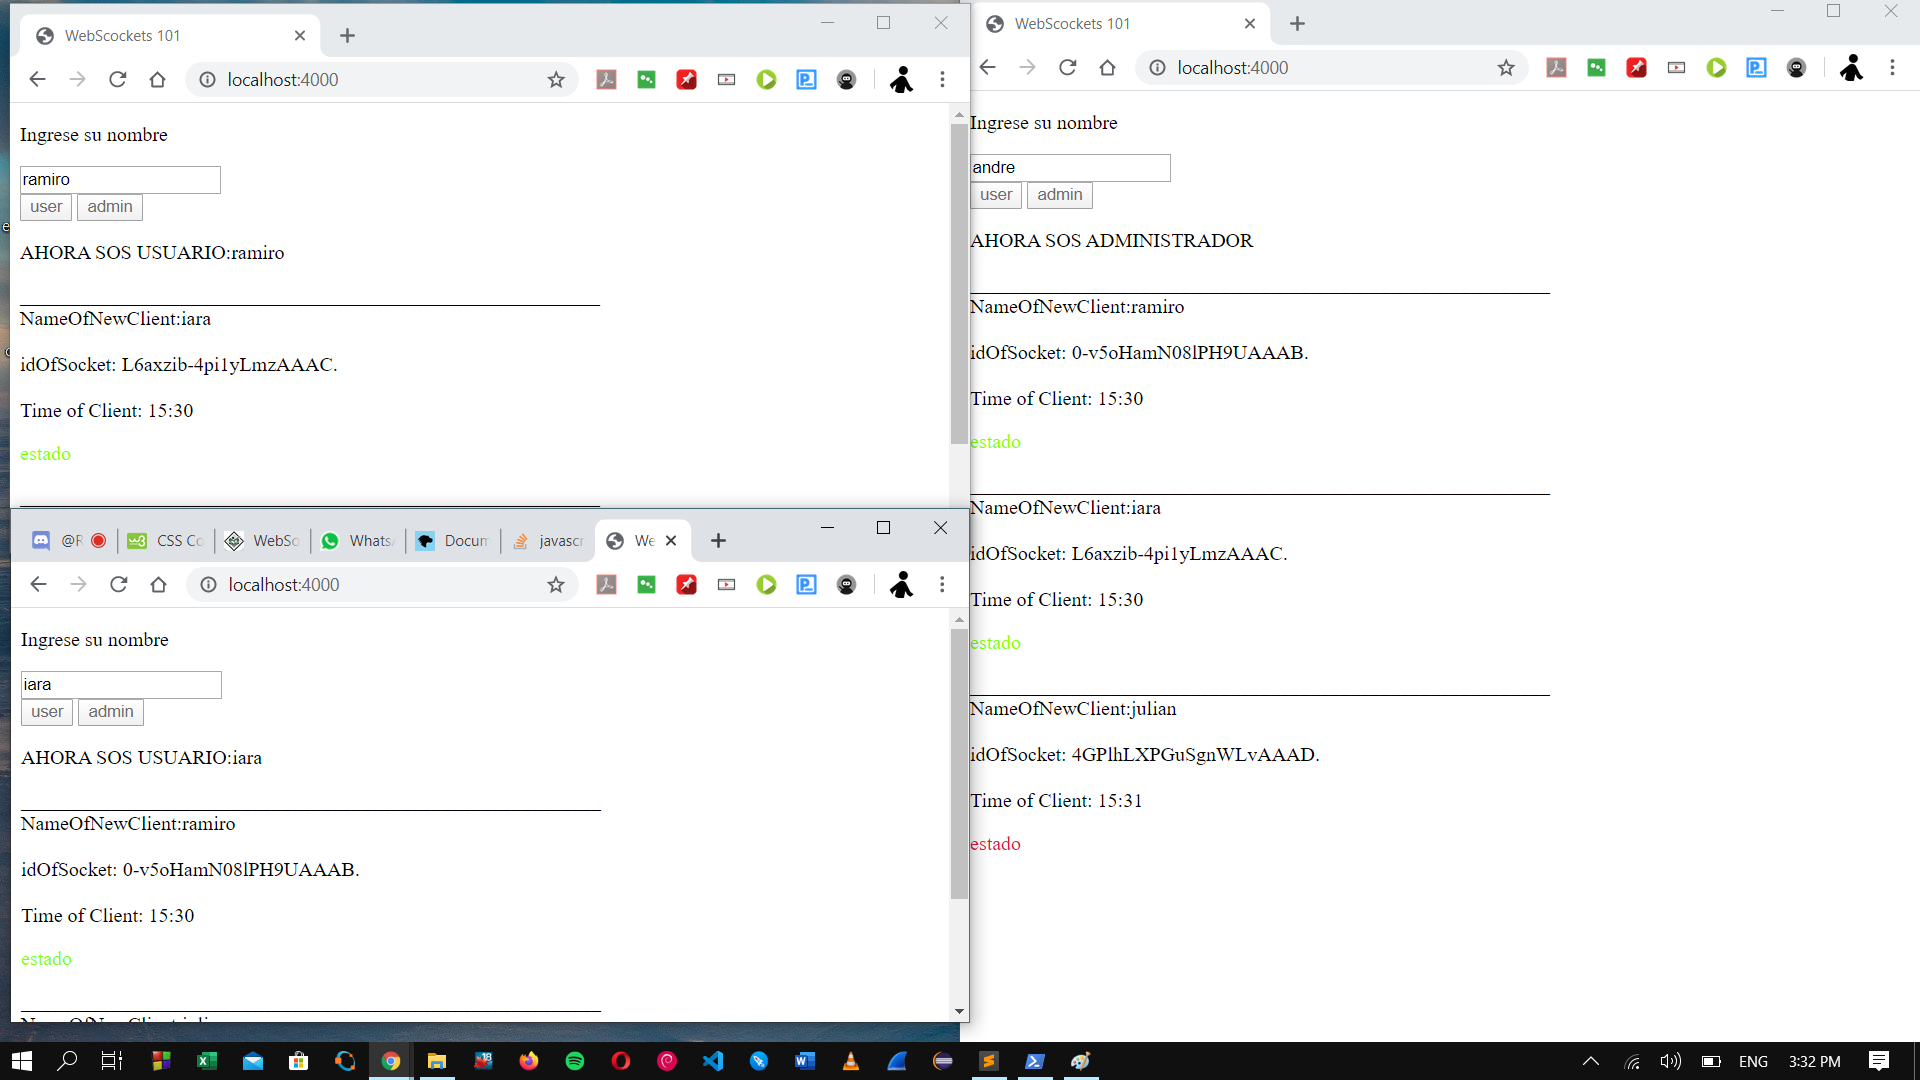 WebScockets 101
localhost:4000
Ingrese su nombre
ramiro
user admin
AHORA SOS USUARIO:ramiro
NameOfNewClient:iara
idOfSocket: L6axzib-4pi1yLmzAAAC.
Time of Client: 15:30
estado
@R CSS Co WebSo Whats Docum javascr We
localhost:4000
Ingrese su nombre
iara
user admin
AHORA SOS USUARIO:iara
NameOfNewClient:ramiro
idOfSocket: 0-v5oHamN08lPH9UAAAB.
Time of Client: 15:30
estado
WebScockets 101
localhost:4000
Ingrese su nombre
andre
user admin
AHORA SOS ADMINISTRADOR
NameOfNewClient:ramiro
idOfSocket: 0-v5oHamN08lPH9UAAAB.
Time of Client: 15:30
estado
NameOfNewClient:iara
idOfSocket: L6axzib-4pi1yLmzAAAC.
Time of Client: 15:30
estado
NameOfNewClient:julian
idOfSocket: 4GPlhLXPGuSgnWLvAAAD.
Time of Client: 15:31
estado
ENG 3:32 PM